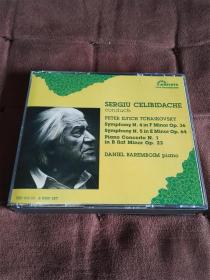 SERGIU CELIBIDACHE
conducts
PETER ILYICH TCHAIKOVSKY
Symphony N. 4 in F Minor Op. 36
Symphony N. 5 in E Minor Op. 64
Piano Concerto N. 1
in B flat Minor Op. 23
DANIEL BAREMBOIM piano